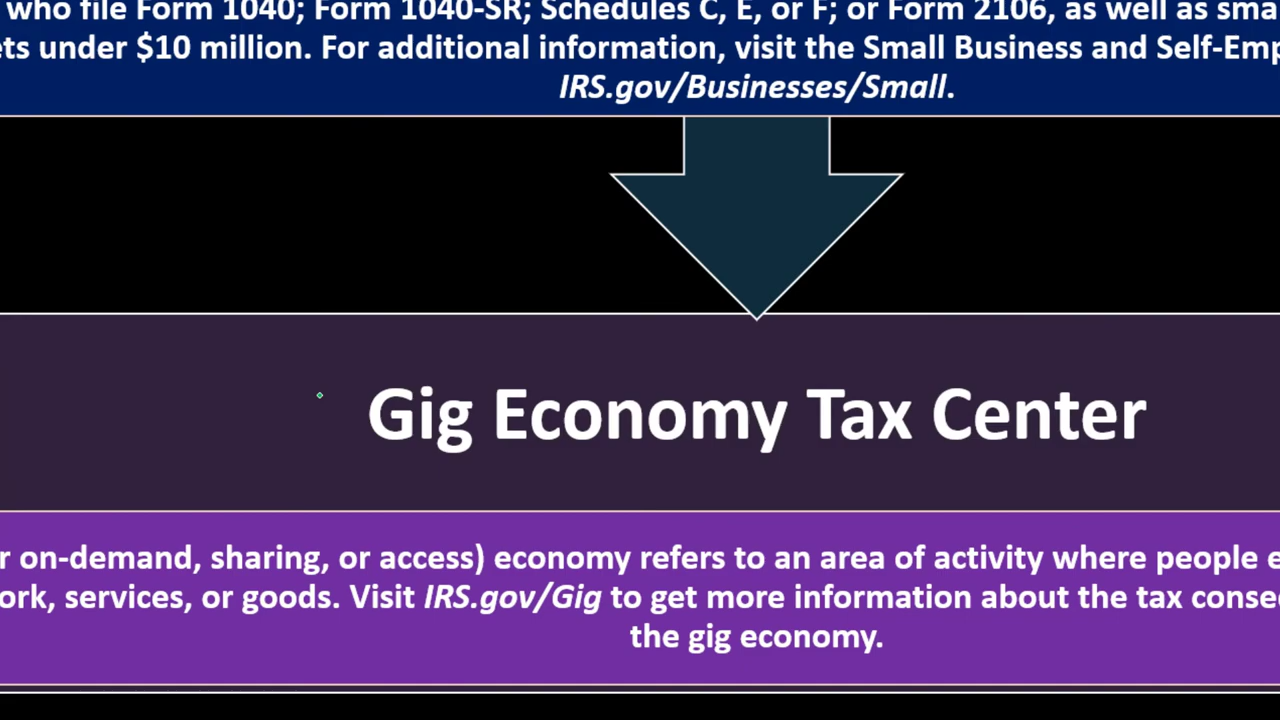 who file Form 1040; Form 1040-SR; Schedules C, E, or F; or Form 2106, as well as sma
ets under $10 million. For additional information, visit the Small Business and Self-Emp
IRS.gov/Businesses/Small.
Gig Economy Tax Center
r on-demand, sharing, or access) economy refers to an area of activity where people e
ork, services, or goods. Visit IRS.gov/Gig to get more information about the tax conse
the gig economy.